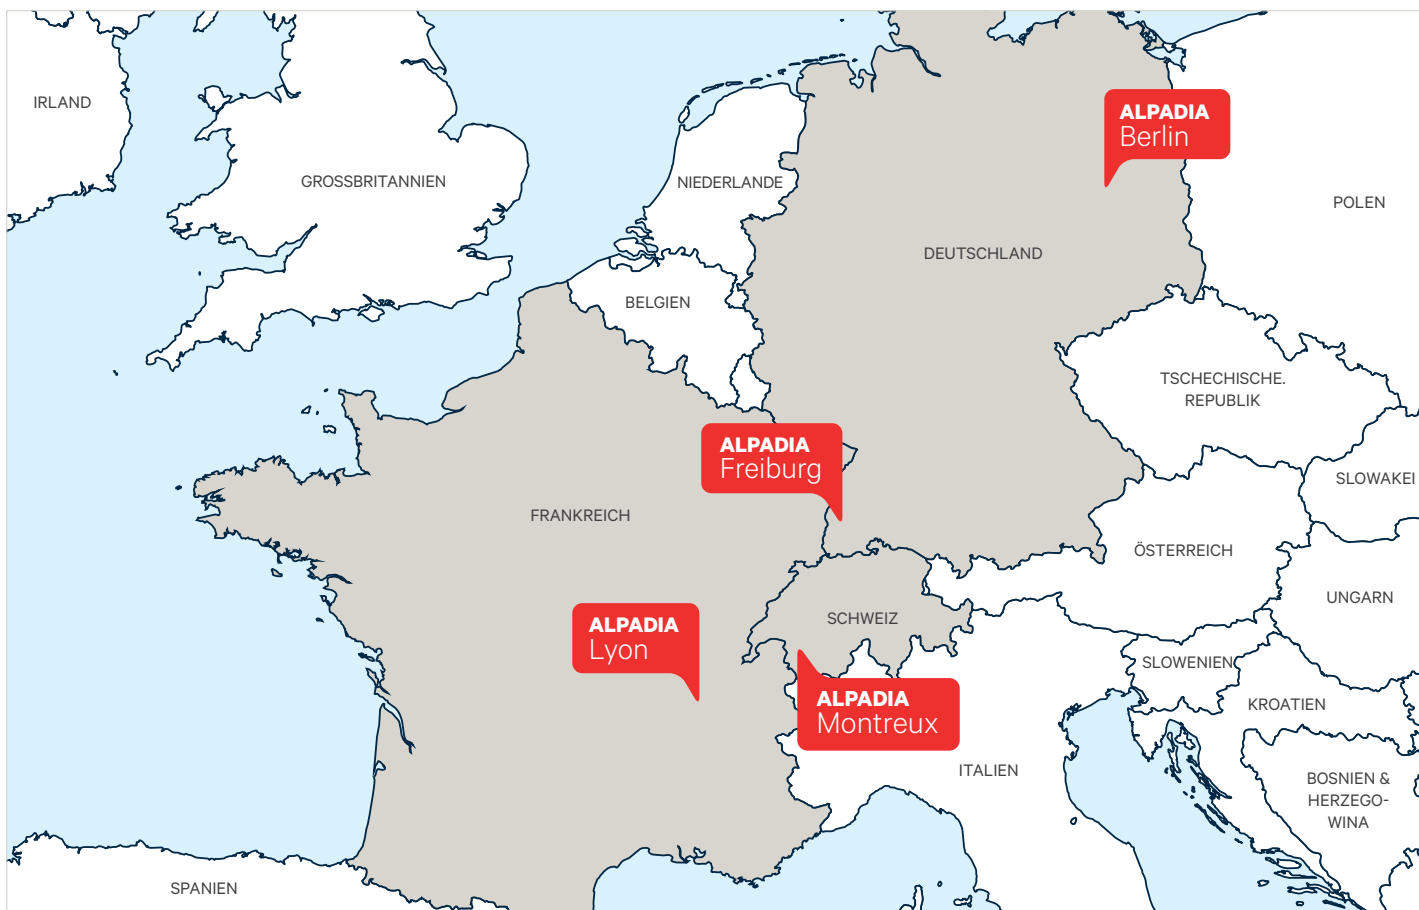 IRLAND
ALPADIA
Berlin
GROSSBRITANNIEN
NIEDERLANDE
POLEN
DEUTSCHLAND
BELGIEN
TSCHECHISCHE.
REPUBLIK
ALPADIA
Freiburg
SLOWAKEI
FRANKREICH
ÖSTERREICH
UNGARN
SCHWEIZ
ALPADIA
Lyon
SLOWENIEN
ALPADIA
Montreux
KROATIEN
ITALIEN
BOSNIEN &
HERZEGO-
WINA
SPANIEN